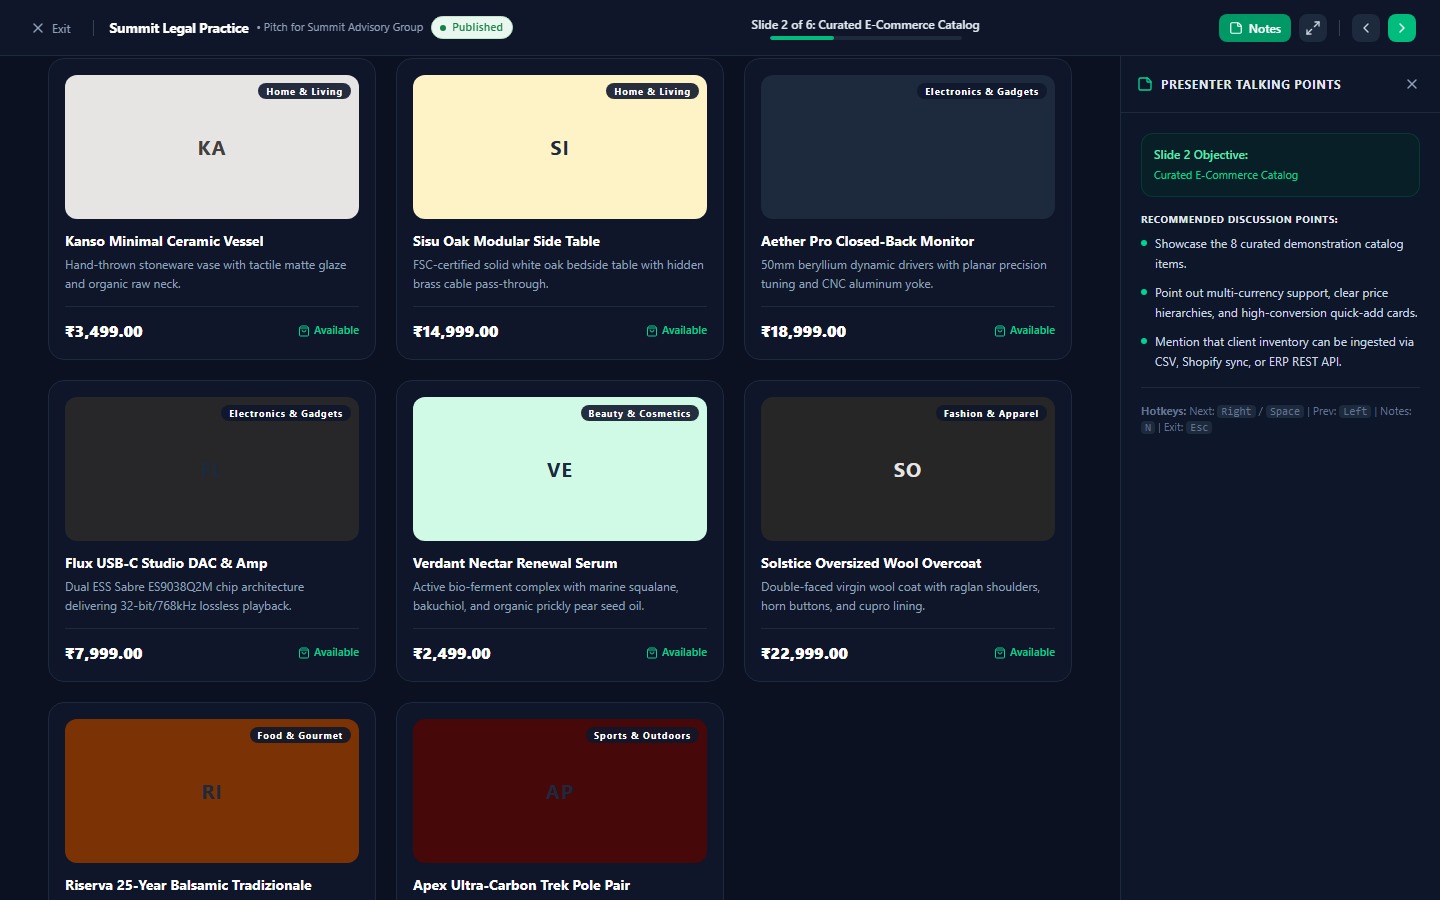 Exit
Summit Legal Practice • Pitch for Summit Advisory Group
Published
Slide 2 of 6: Curated E-Commerce Catalog
Notes
Home & Living
KA
Kanso Minimal Ceramic Vessel
Hand-thrown stoneware vase with tactile matte glaze
and organic raw neck.
₹3,499.00
Available
Home & Living
SI
Sisu Oak Modular Side Table
FSC-certified solid white oak bedside table with hidden
brass cable pass-through.
₹14,999.00
Available
Electronics & Gadgets
Aether Pro Closed-Back Monitor
50mm beryllium dynamic drivers with planar precision
tuning and CNC aluminum yoke.
₹18,999.00
Available
Electronics & Gadgets
Flux USB-C Studio DAC & Amp
Dual ESS Sabre ES9038Q2M chip architecture
delivering 32-bit/768kHz lossless playback.
₹7,999.00
Available
Beauty & Cosmetics
VE
Verdant Nectar Renewal Serum
Active bio-ferment complex with marine squalane,
bakuchiol, and organic prickly pear seed oil.
₹2,499.00
Available
Fashion & Apparel
SO
Solstice Oversized Wool Overcoat
Double-faced virgin wool coat with raglan shoulders,
horn buttons, and cupro lining.
₹22,999.00
Available
Food & Gourmet
RI
Riserva 25-Year Balsamic Tradizionale
Sports & Outdoors
AP
Apex Ultra-Carbon Trek Pole Pair
PRESENTER TALKING POINTS
Slide 2 Objective:
Curated E-Commerce Catalog
RECOMMENDED DISCUSSION POINTS:
Showcase the 8 curated demonstration catalog
items.
Point out multi-currency support, clear price
hierarchies, and high-conversion quick-add cards.
Mention that client inventory can be ingested via
CSV, Shopify sync, or ERP REST API.
Hotkeys: Next: Right / Space | Prev: Left | Notes:
N | Exit: Esc